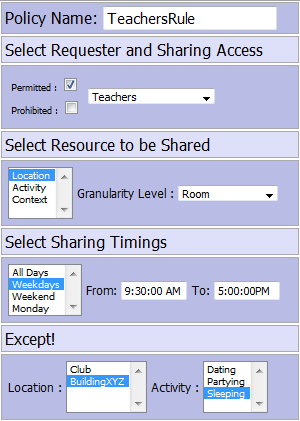 Policy Name: TeachersRule
Select Requester and Sharing Access
Permitted :
Teachers
Prohibited :
Select Resource to be Shared
Location
Activity
Context
Granularity Level : Room
Select Sharing Timings
All Days
Weekdays
Weekend
Monday
From: 9:30:00 AM To: 5:00:00PM
Except!
Location :
Club
BuildingXYZ
Activity :
Dating
Partying
Sleeping